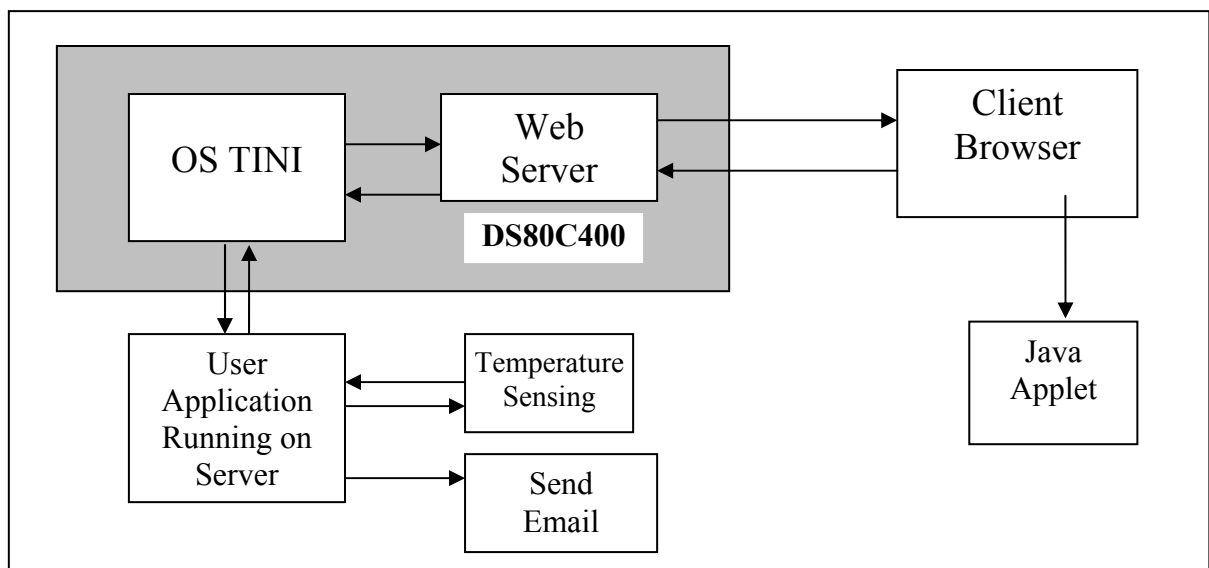 OS TINI
Web
Server
DS80C400
Client
Browser
User
Application
Running on
Server
Temperature
Sensing
Send
Email
Java
Applet